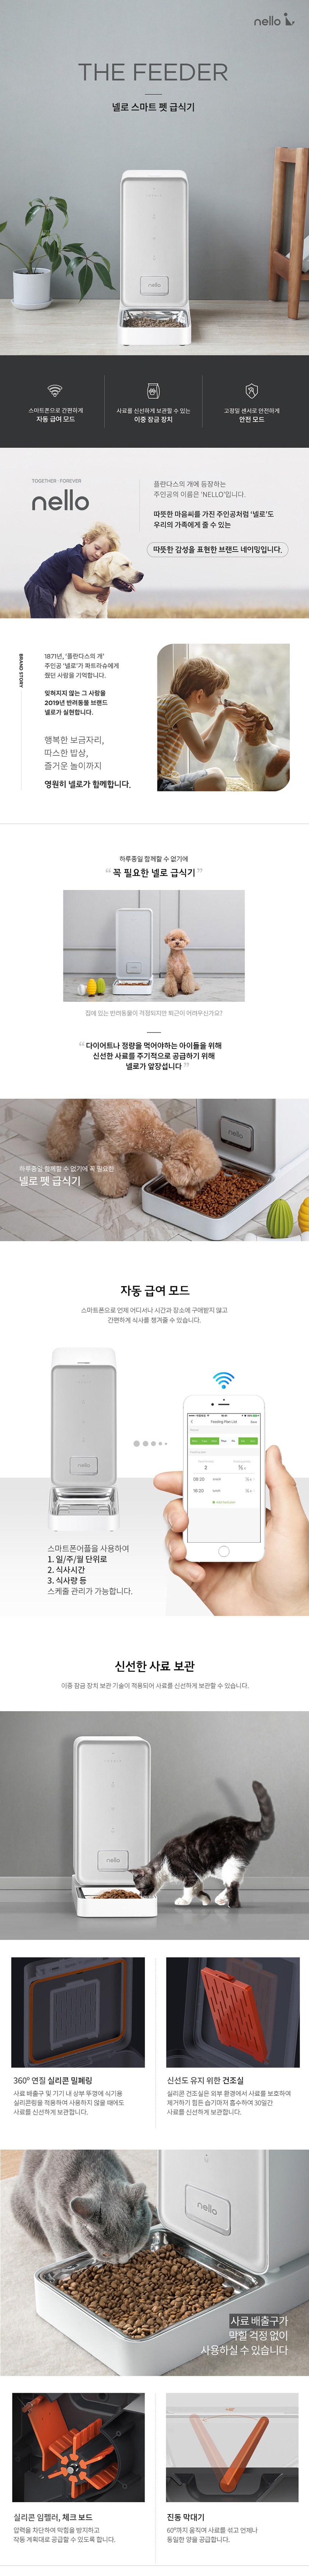 nello
THE FEEDER
넬로 스마트 펫 급식기
nello
스마트폰으로 간편하게
자동 급여 모드
사료를 신선하게 보관할 수 있는
이중 잠금 장치
고정밀 센서로 안전하게
안전 모드
TOGETHER · FOREVER
nello
플란다스의 개에 등장하는
주인공의 이름은 'NELLO'입니다.
따뜻한 마음씨를 가진 주인공처럼 '넬로'도
우리의 가족에게 줄 수 있는
따뜻한 감성을 표현한 브랜드 네이밍입니다.
BRAND STORY
1871년, '플란다스의 개'
주인공 '넬로'가 파트라슈에게
줬던 사랑을 기억합니다.
잊혀지지 않는 그 사랑을
2019년 반려동물 브랜드
넬로가 실현합니다.
행복한 보금자리,
따스한 밥상,
즐거운 놀이까지
영원히 넬로가 함께합니다.
하루종일 함께할 수 없기에
“ 꼭 필요한 넬로 급식기 ”
집에 있는 반려동물이 걱정되지만 퇴근이 어려우신가요?
“ 다이어트나 정량을 먹어야하는 아이들을 위해
신선한 사료를 주기적으로 공급하기 위해
넬로가 앞장섭니다 ”
nello
하루종일 함께할 수 없기에 꼭 필요한
넬로 펫 급식기
자동 급여 모드
스마트폰으로 언제 어디서나 시간과 장소에 구애받지 않고
간편하게 식사를 챙겨줄 수 있습니다.
nello
Feeding Plan List
2
09:20
18:20
스마트폰어플을 사용하여
1. 일/주/월 단위로
2. 식사시간
3. 식사량 등
스케줄 관리가 가능합니다.
신선한 사료 보관
이중 잠금 장치 보관 기술이 적용되어 사료를 신선하게 보관할 수 있습니다.
nello
360º 연질 실리콘 밀폐링
사료 배출구 및 기기 내 상부 뚜껑에 식기용
실리콘링을 적용하여 사용하지 않을 때에도
사료를 신선하게 보관합니다.
신선도 유지 위한 건조실
실리콘 건조실은 외부 환경에서 사료를 보호하여
제거하기 힘든 습기마저 흡수하여 30일간
사료를 신선하게 보관합니다.
nello
사료 배출구가
막힐 걱정 없이
사용하실 수 있습니다
실리콘 임펠러, 체크 보드
압력을 차단하여 막힘을 방지하고
작동 계획대로 공급할 수 있도록 합니다.
진동 막대기
60º까지 움직여 사료를 섞고 언제나
동일한 양을 공급합니다.